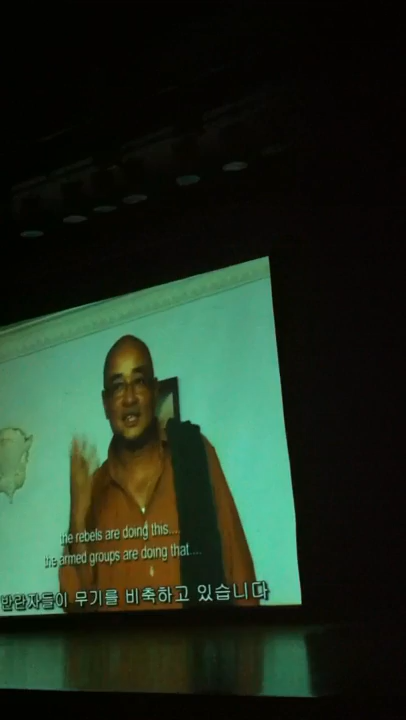 the rebels are doing this....
the armed groups are doing that....
반란자들이 무기를 비축하고 있습니다